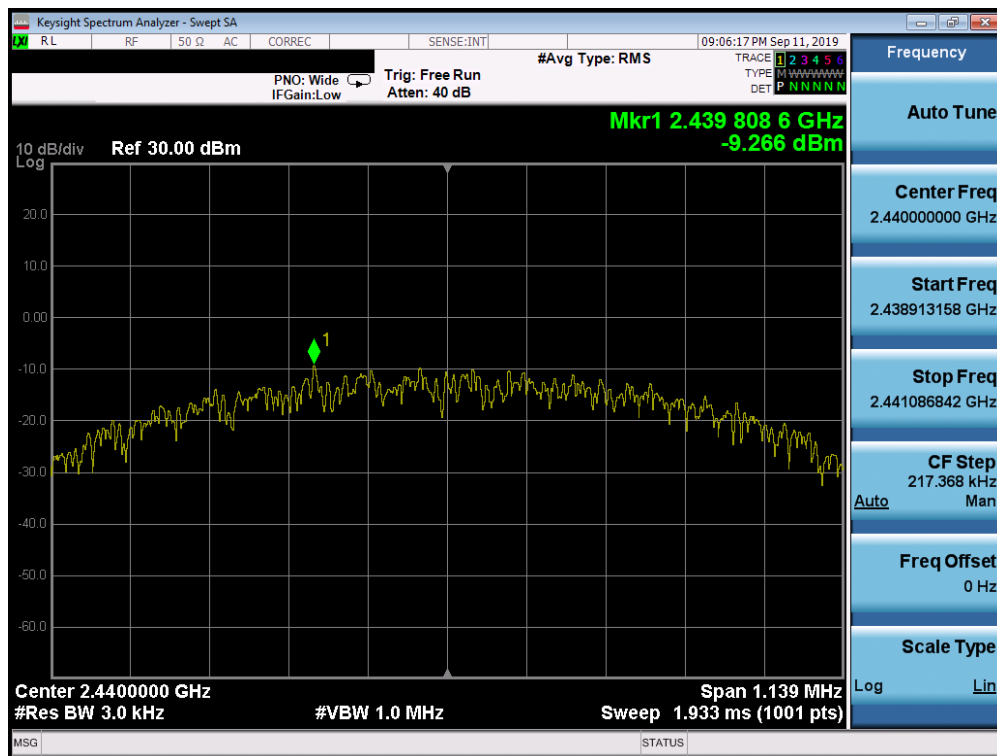 Keysight Spectrum Analyzer - Swept SA
LXI RL RF 50 Ω AC CORREC SENSE:INT 09:06:17 PM Sep 11, 2019
PNO: Wide IFGain:Low
Trig: Free Run
Atten: 40 dB
#Avg Type: RMS
TRACE 1 2 3 4 5 6
TYPE M W W W W W
DET P N N N N N
Mkr1 2.439 808 6 GHz
-9.266 dBm
10 dB/div Ref 30.00 dBm
Log
20.0
10.0
0.00
1
-10.0
-20.0
-30.0
-40.0
-50.0
-60.0
Center 2.4400000 GHz Span 1.139 MHz
#Res BW 3.0 kHz #VBW 1.0 MHz Sweep 1.933 ms (1001 pts)
MSG STATUS
Frequency
Auto Tune
Center Freq
2.440000000 GHz
Start Freq
2.438913158 GHz
Stop Freq
2.441086842 GHz
CF Step
217.368 kHz
Auto Man
Freq Offset
0 Hz
Scale Type
Log Lin